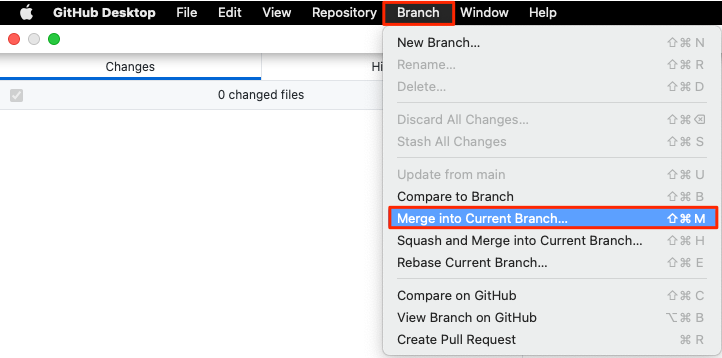 GitHub Desktop File Edit View Repository Branch Window Help
Changes
Hi
0 changed files
New Branch... ⇧⌘ N
Rename... ⇧⌘ R
Delete... ⇧⌘ D
Discard All Changes... ⇧⌘⌫
Stash All Changes ⇧⌘ S
Update from main ⇧⌘ U
Compare to Branch ⇧⌘ B
Merge into Current Branch... ⇧⌘ M
Squash and Merge into Current Branch... ⇧⌘ H
Rebase Current Branch... ⇧⌘ E
Compare on GitHub ⇧⌘ C
View Branch on GitHub ⌥⌘ B
Create Pull Request ⌘ R